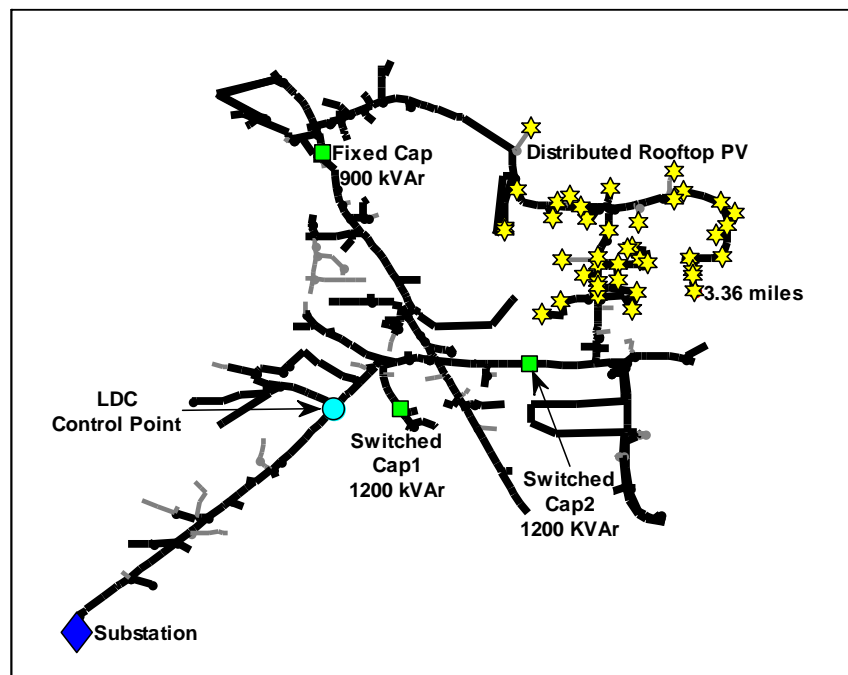 Fixed Cap
900 kVAr
Distributed Rooftop PV
3.36 miles
LDC
Control Point
Switched
Cap1
1200 kVAr
Switched
Cap2
1200 KVAr
Substation